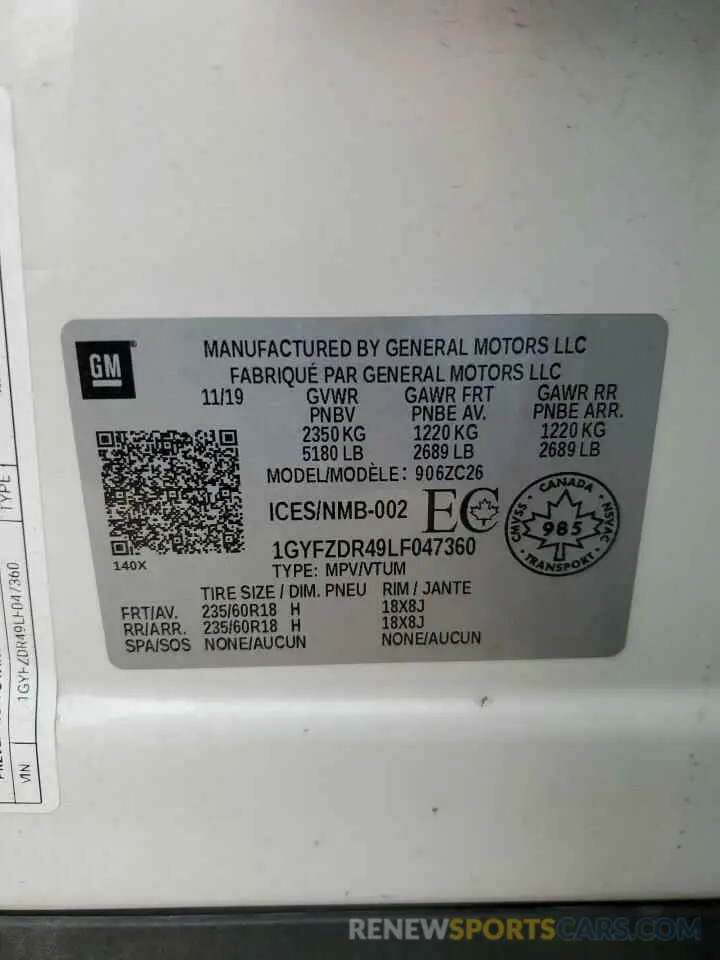 GM
MANUFACTURED BY GENERAL MOTORS LLC
FABRIQUÉ PAR GENERAL MOTORS LLC
11/19 GVWR GAWR FRT GAWR RR
PNBV PNBE AV. PNBE ARR.
2350 KG 1220 KG 1220 KG
5180 LB 2689 LB 2689 LB
MODEL/MODÈLE: 906ZC26
ICES/NMB-002 EC
CANADA
CMVSS 985 NSVAC
TRANSPORT
140X
1GYFZDR49LF047360
TYPE: MPV/VTUM
TIRE SIZE / DIM. PNEU RIM / JANTE
FRT/AV. 235/60R18 H 18X8J
RR/ARR. 235/60R18 H 18X8J
SPA/SOS NONE/AUCUN NONE/AUCUN
VIN 1GYFZDR49LF047360 TYPE
RENEWSPORTSCARS.COM